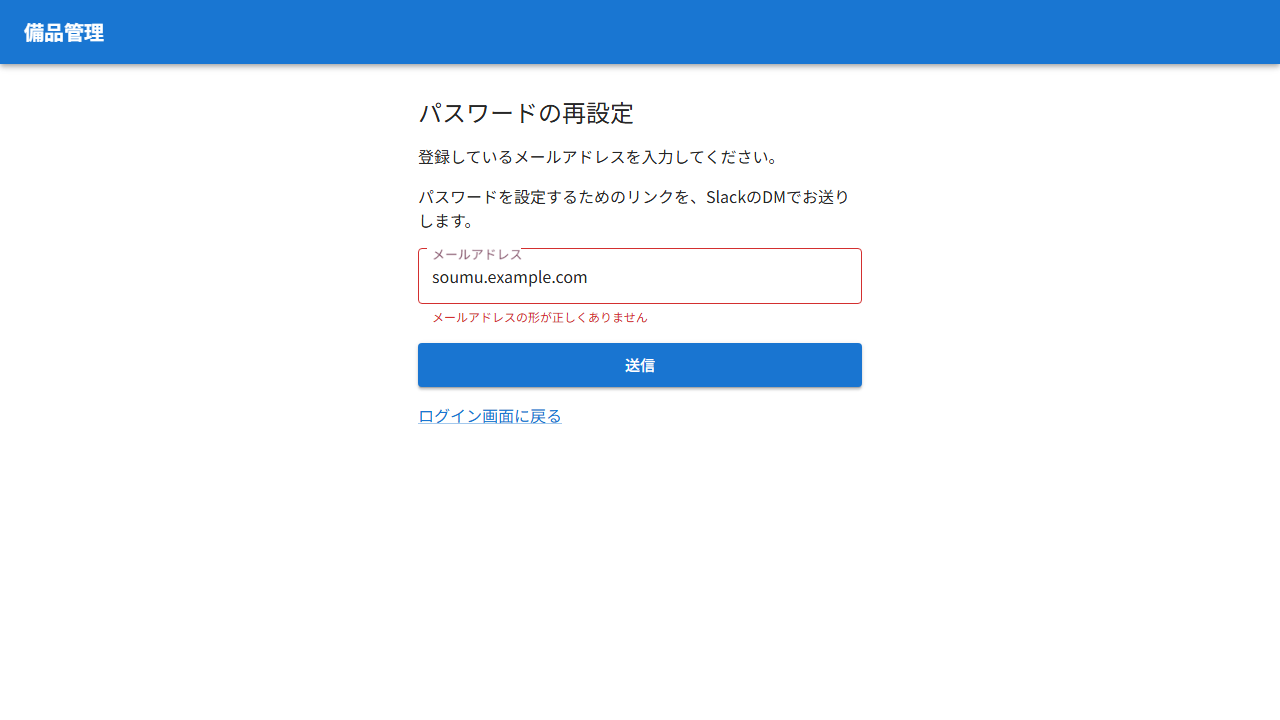 備品管理
パスワードの再設定
登録しているメールアドレスを入力してください。
パスワードを設定するためのリンクを、SlackのDMでお送り
します。
メールアドレス
soumu.example.com
メールアドレスの形が正しくありません
送信
ログイン画面に戻る